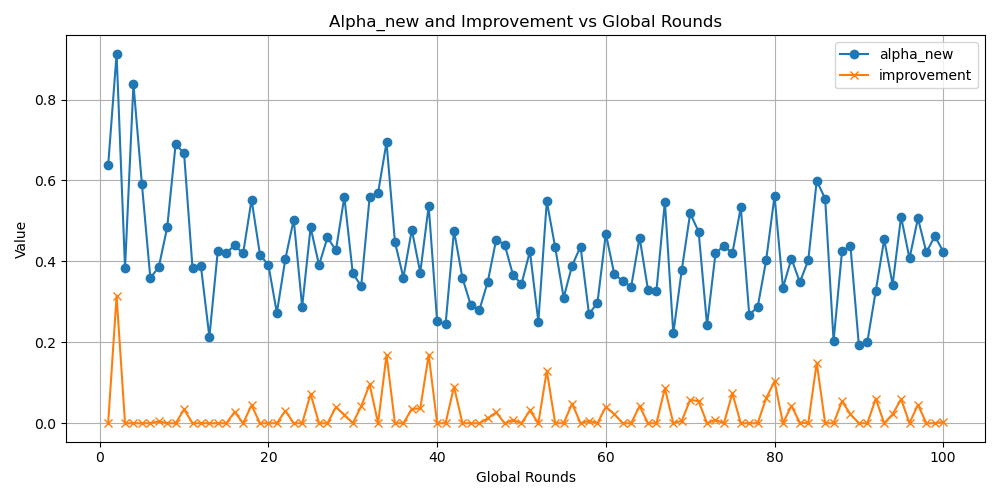 Alpha_new and Improvement vs Global Rounds
alpha_new
improvement
Value
0.8
0.6
0.4
0.2
0.0
0 20 40 60 80 100
Global Rounds